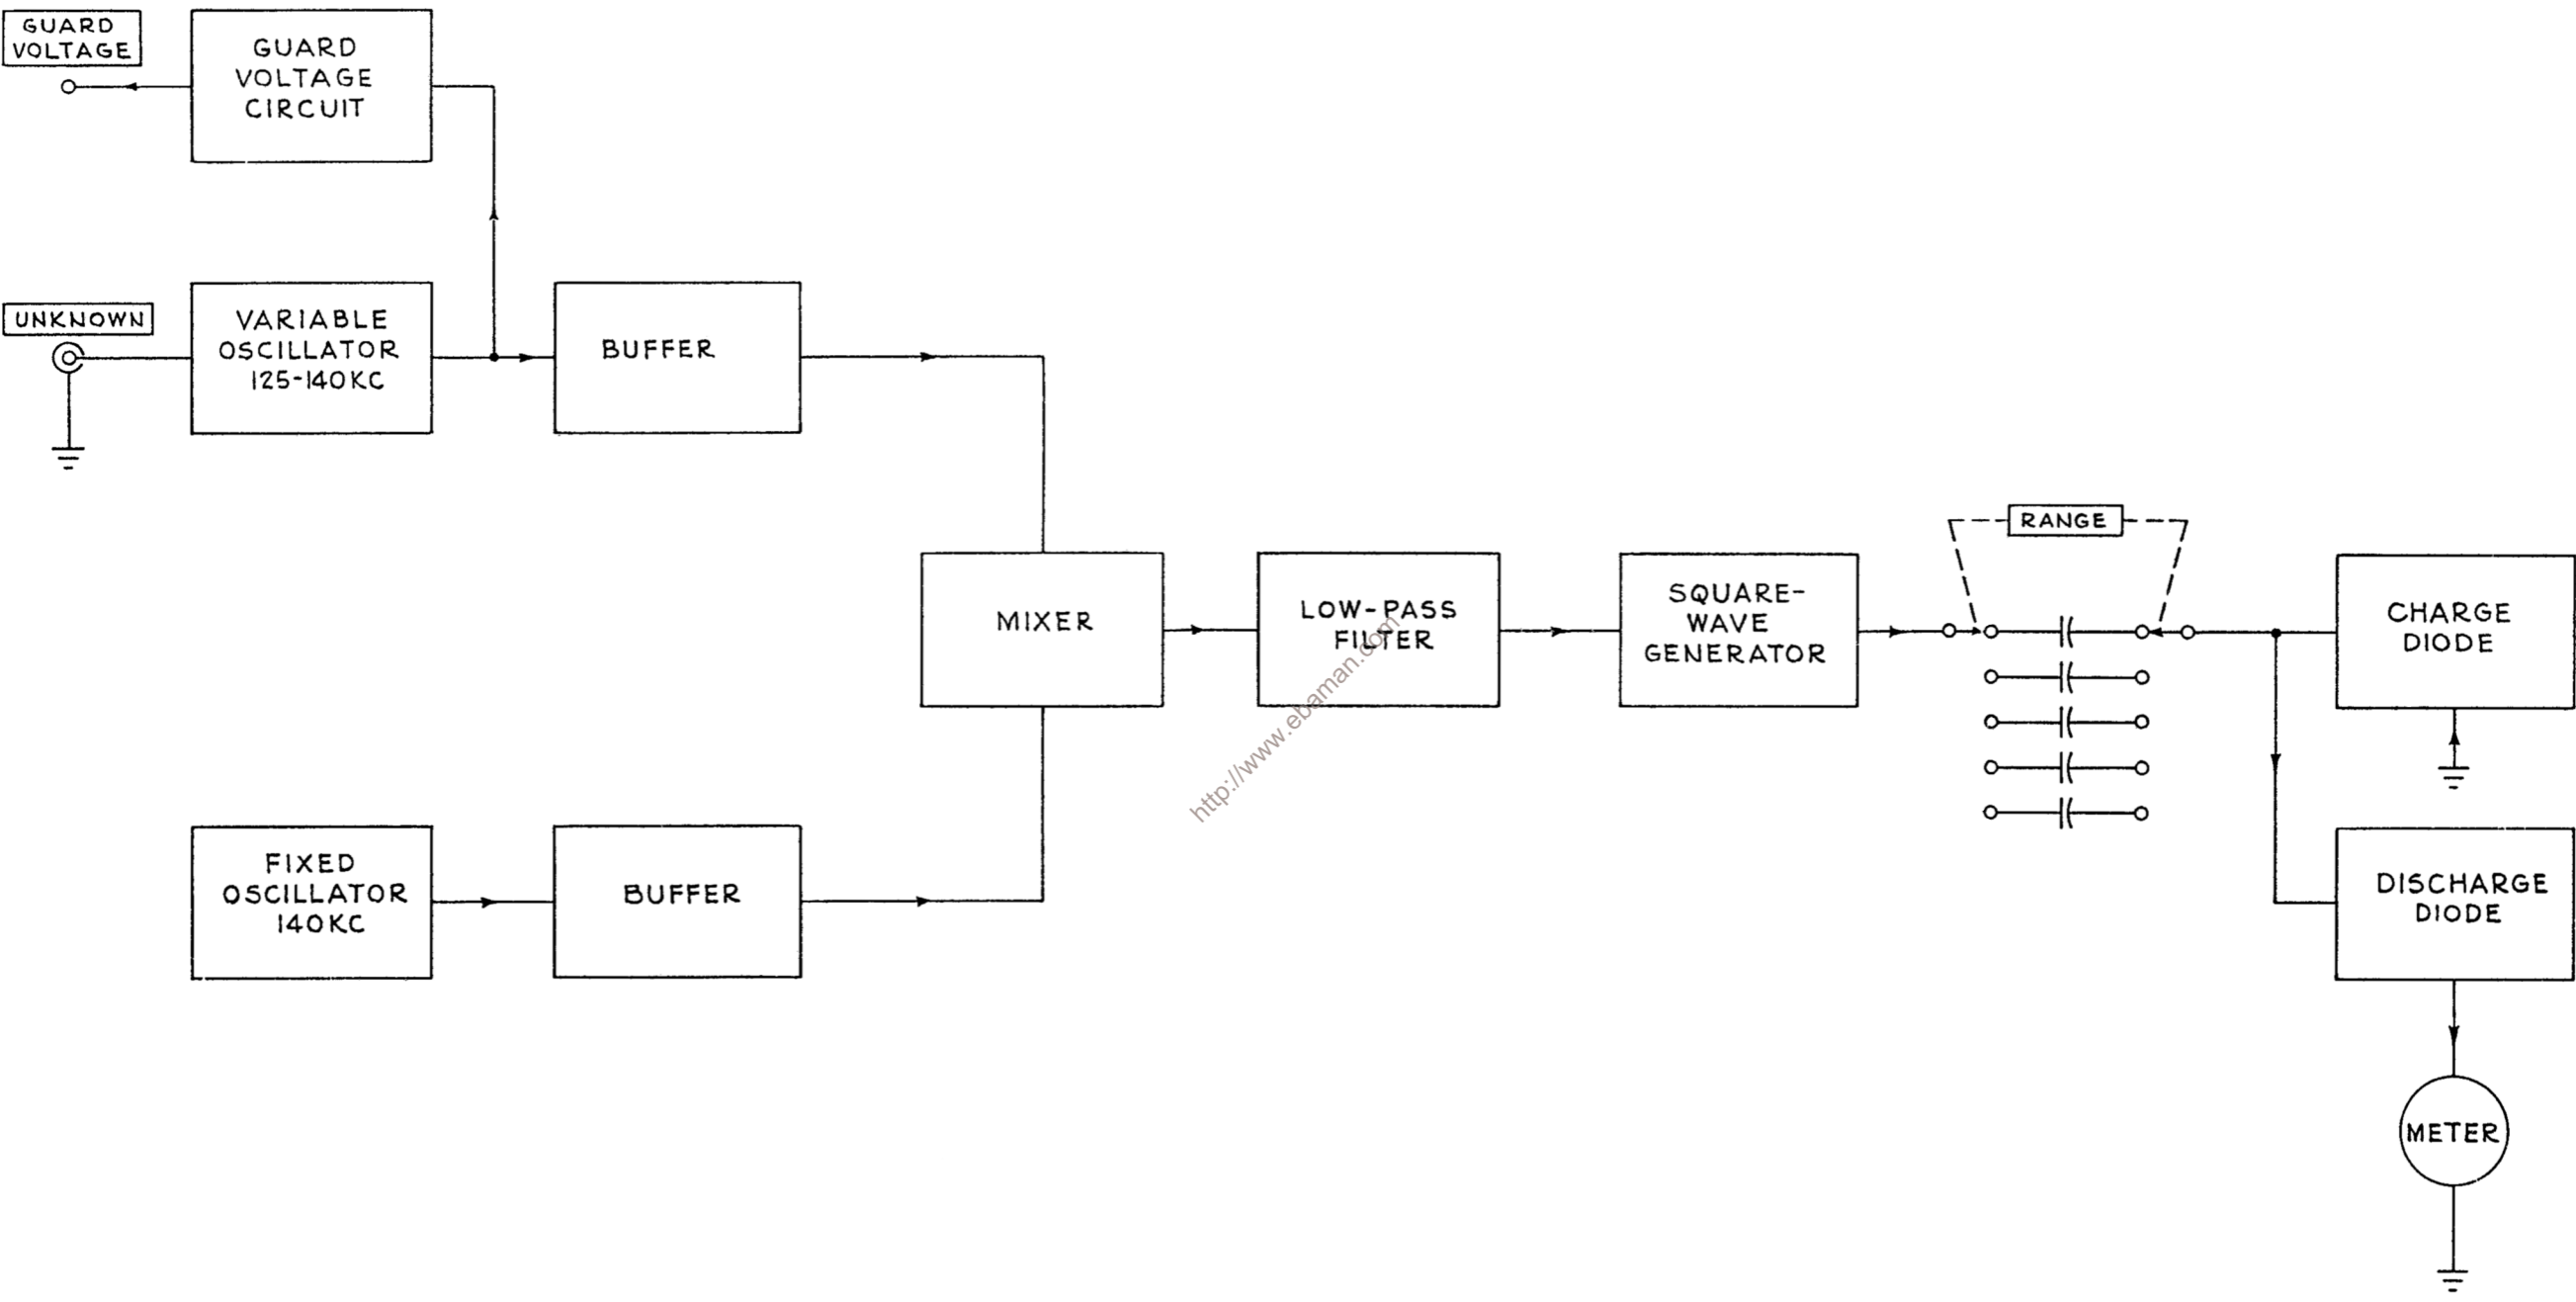 GUARD
VOLTAGE
GUARD
VOLTAGE
CIRCUIT
UNKNOWN
VARIABLE
OSCILLATOR
125-140KC
BUFFER
MIXER
LOW-PASS
FILTER
SQUARE-
WAVE
GENERATOR
RANGE
CHARGE
DIODE
FIXED
OSCILLATOR
140KC
BUFFER
DISCHARGE
DIODE
METER
http://www.ebaman.com